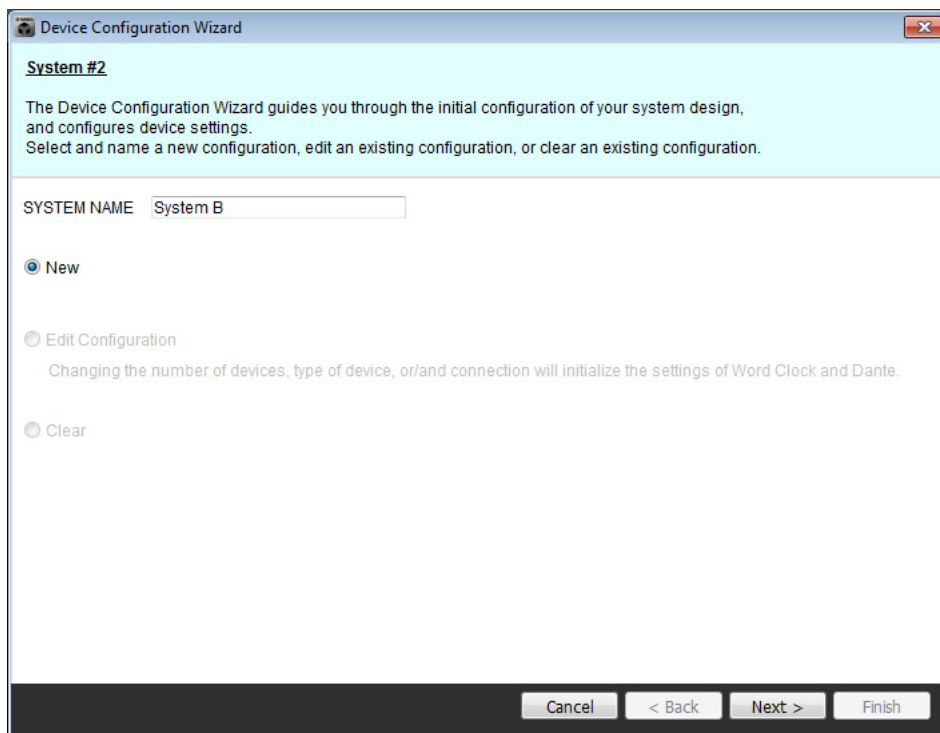 Device Configuration Wizard
System #2
The Device Configuration Wizard guides you through the initial configuration of your system design,
and configures device settings.
Select and name a new configuration, edit an existing configuration, or clear an existing configuration.
SYSTEM NAME System B
New
Edit Configuration
Changing the number of devices, type of device, or/and connection will initialize the settings of Word Clock and Dante.
Clear
Cancel < Back Next > Finish